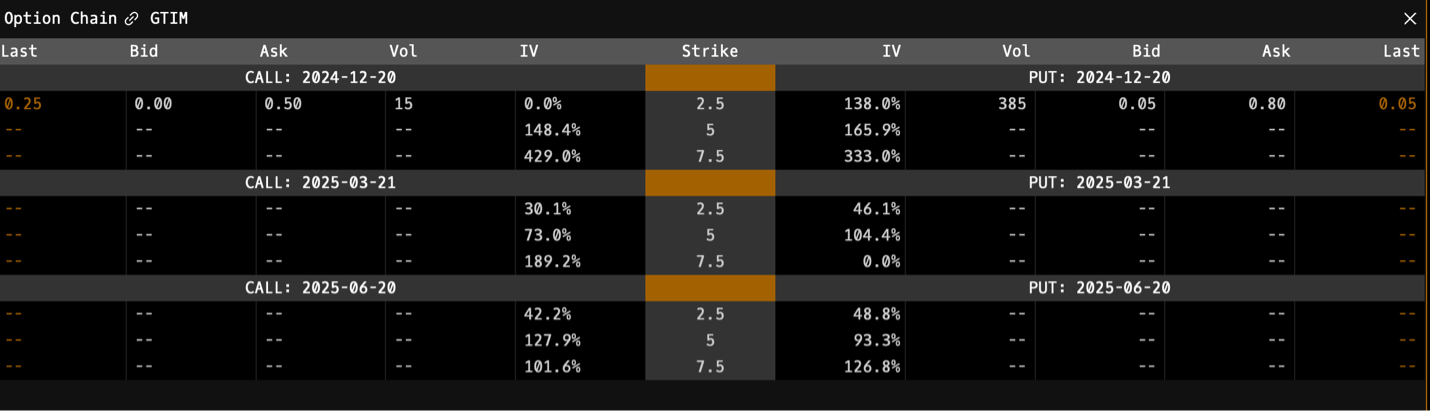 Option Chain GTIM
Last Bid Ask Vol IV Strike IV Vol Bid Ask Last
CALL: 2024-12-20 PUT: 2024-12-20
0.25 0.00 0.50 15 0.0% 2.5 138.0% 385 0.05 0.80 0.05
-- -- -- -- 148.4% 5 165.9% -- -- -- --
-- -- -- -- 429.0% 7.5 333.0% -- -- -- --
CALL: 2025-03-21 PUT: 2025-03-21
-- -- -- -- 30.1% 2.5 46.1% -- -- -- --
-- -- -- -- 73.0% 5 104.4% -- -- -- --
-- -- -- -- 189.2% 7.5 0.0% -- -- -- --
CALL: 2025-06-20 PUT: 2025-06-20
-- -- -- -- 42.2% 2.5 48.8% -- -- -- --
-- -- -- -- 127.9% 5 93.3% -- -- -- --
-- -- -- -- 101.6% 7.5 126.8% -- -- -- --